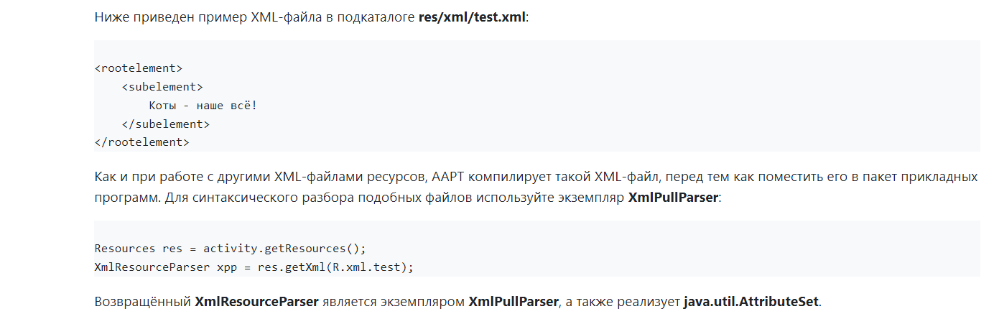 Ниже приведен пример XML-файла в подкаталоге res/xml/test.xml:
<rootelement>
    <subelement>
        Коты - наше всё!
    </subelement>
</rootelement>
Как и при работе с другими XML-файлами ресурсов, AAPT компилирует такой XML-файл, перед тем как поместить его в пакет прикладных
программ. Для синтаксического разбора подобных файлов используйте экземпляр XmlPullParser:
Resources res = activity.getResources();
XmlResourceParser xpp = res.getXml(R.xml.test);
Возвращённый XmlResourceParser является экземпляром XmlPullParser, а также реализует java.util.AttributeSet.